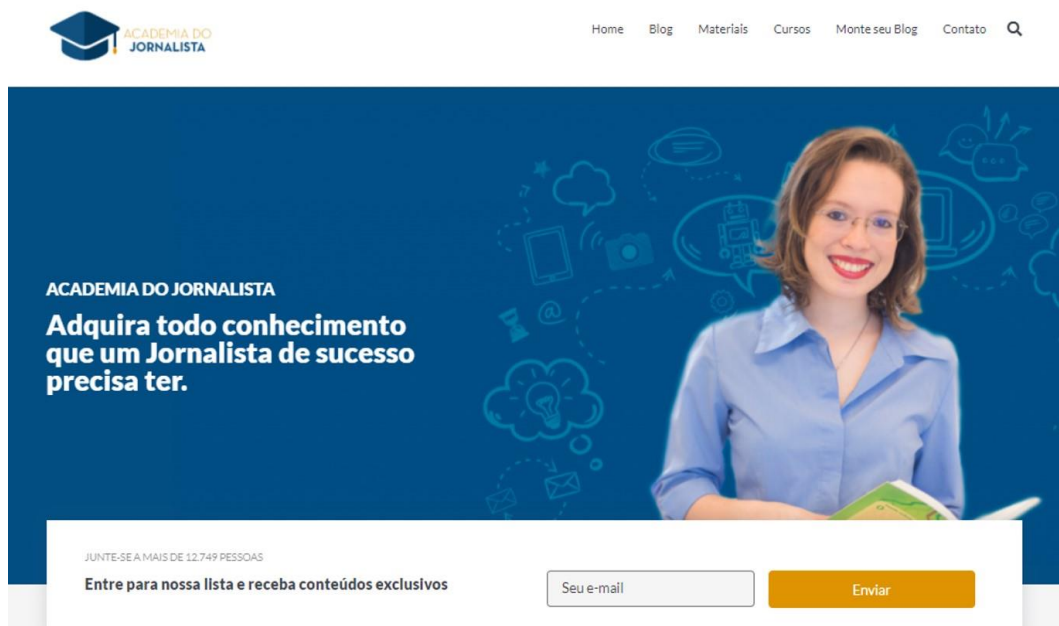 ACADEMIA DO
JORNALISTA
Home Blog Materiais Cursos Monte seu Blog Contato
ACADEMIA DO JORNALISTA
Adquira todo conhecimento
que um Jornalista de sucesso
precisa ter.
JUNTE-SE A MAIS DE 12.749 PESSOAS
Entre para nossa lista e receba conteúdos exclusivos
Seu e-mail
Enviar